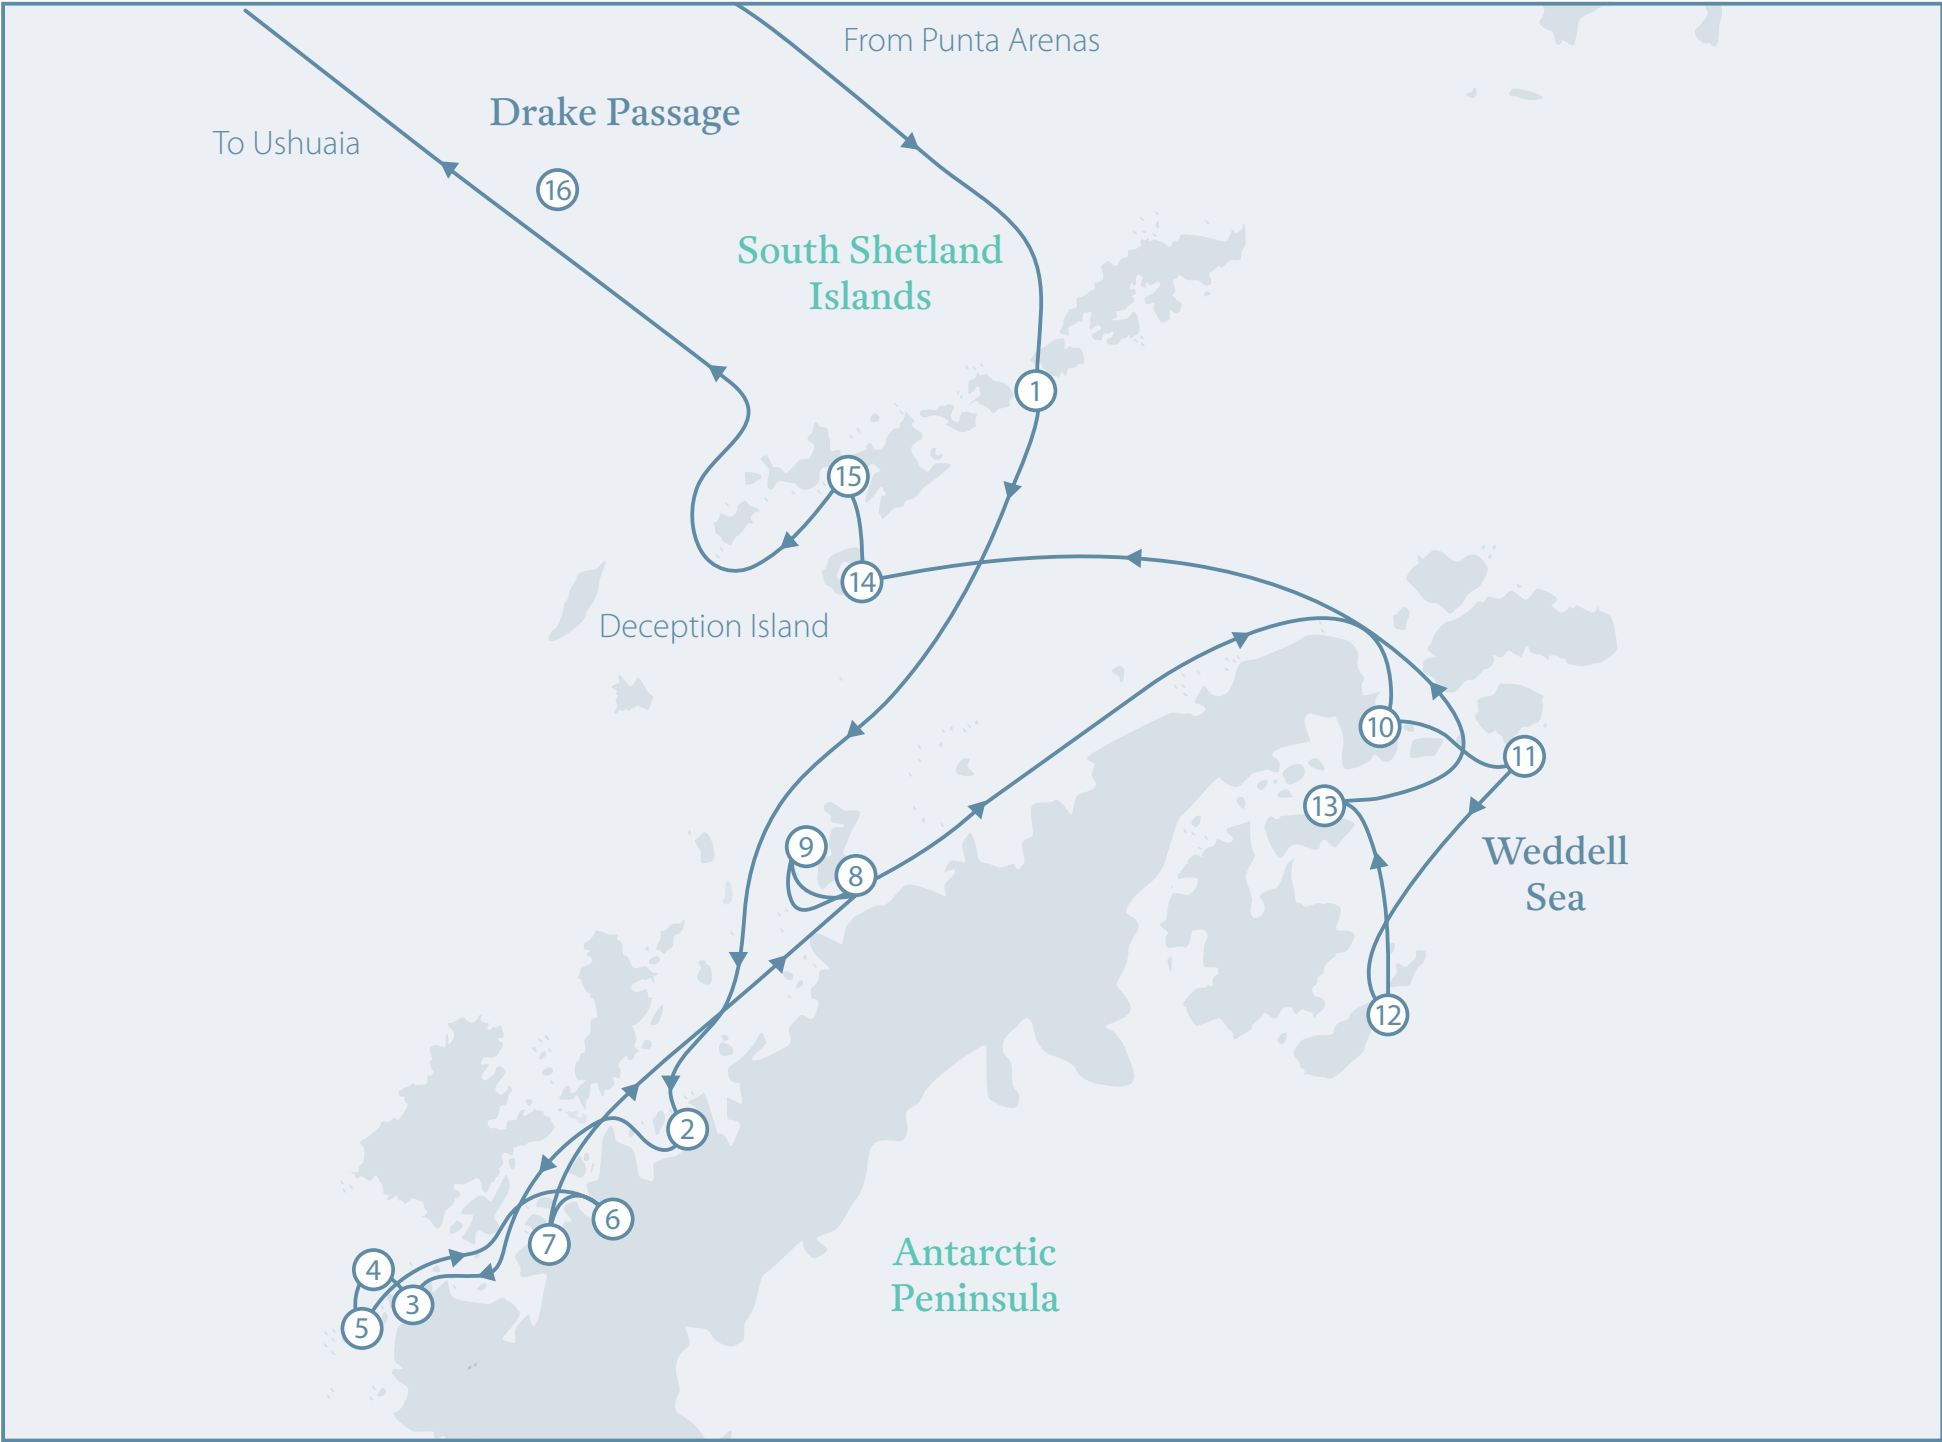 From Punta Arenas
Drake Passage
To Ushuaia
16
South Shetland
Islands
1
15
14
Deception Island
10
11
13
9
8
Weddell
Sea
12
2
6
7
Antarctic
Peninsula
4
3
5